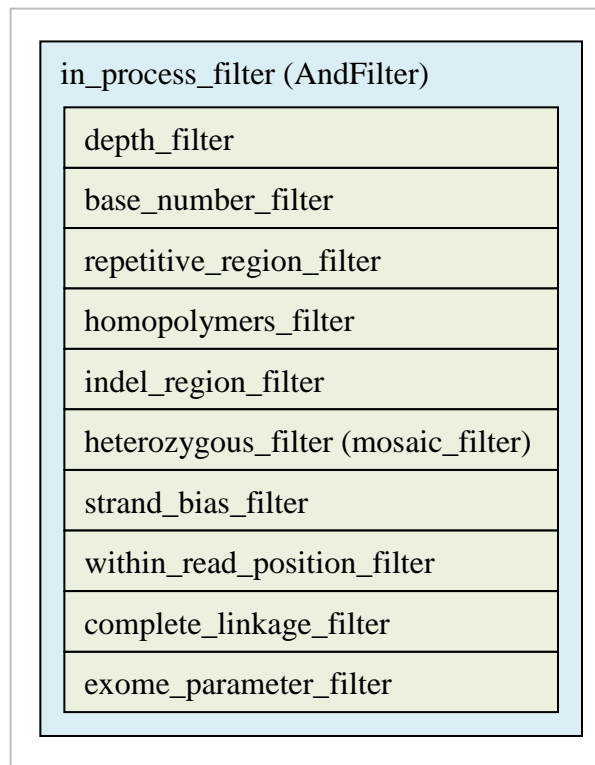 in_process_filter (AndFilter)
depth_filter
base_number_filter
repetitive_region_filter
homopolymers_filter
indel_region_filter
heterozygous_filter (mosaic_filter)
strand_bias_filter
within_read_position_filter
complete_linkage_filter
exome_parameter_filter